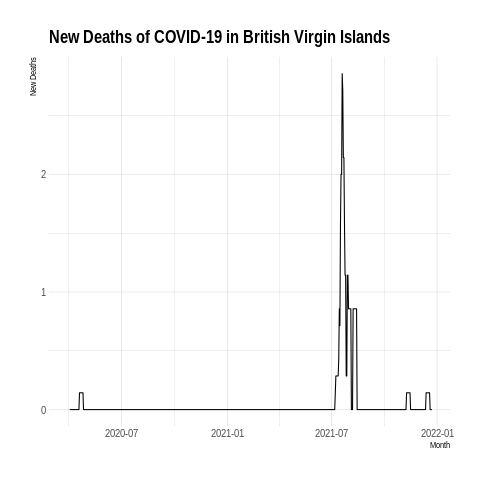 New Deaths of COVID-19 in British Virgin Islands
New Deaths
2
1
0
2020-07
2021-01
2021-07
2022-01
Month